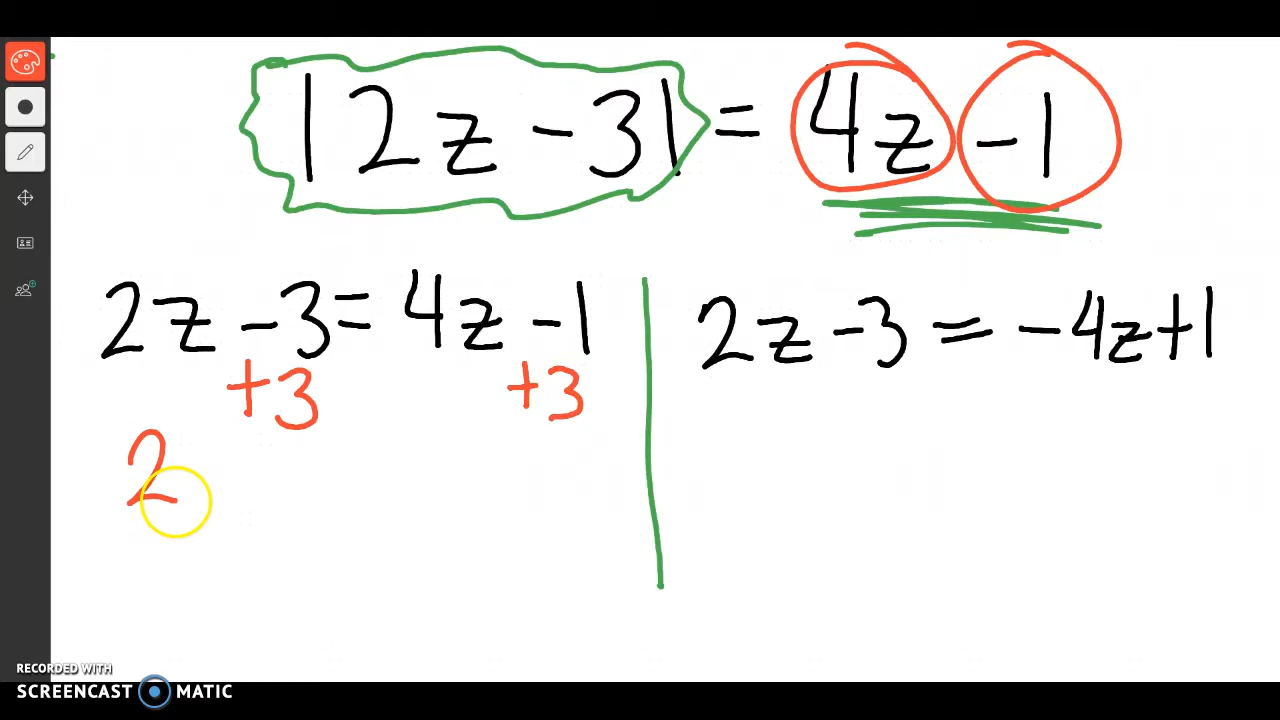 |2z-3| = 4z-1
2z-3=4z-1
+3 +3
2
2z-3=-4z+1
RECORDED WITH
SCREENCAST MATIC